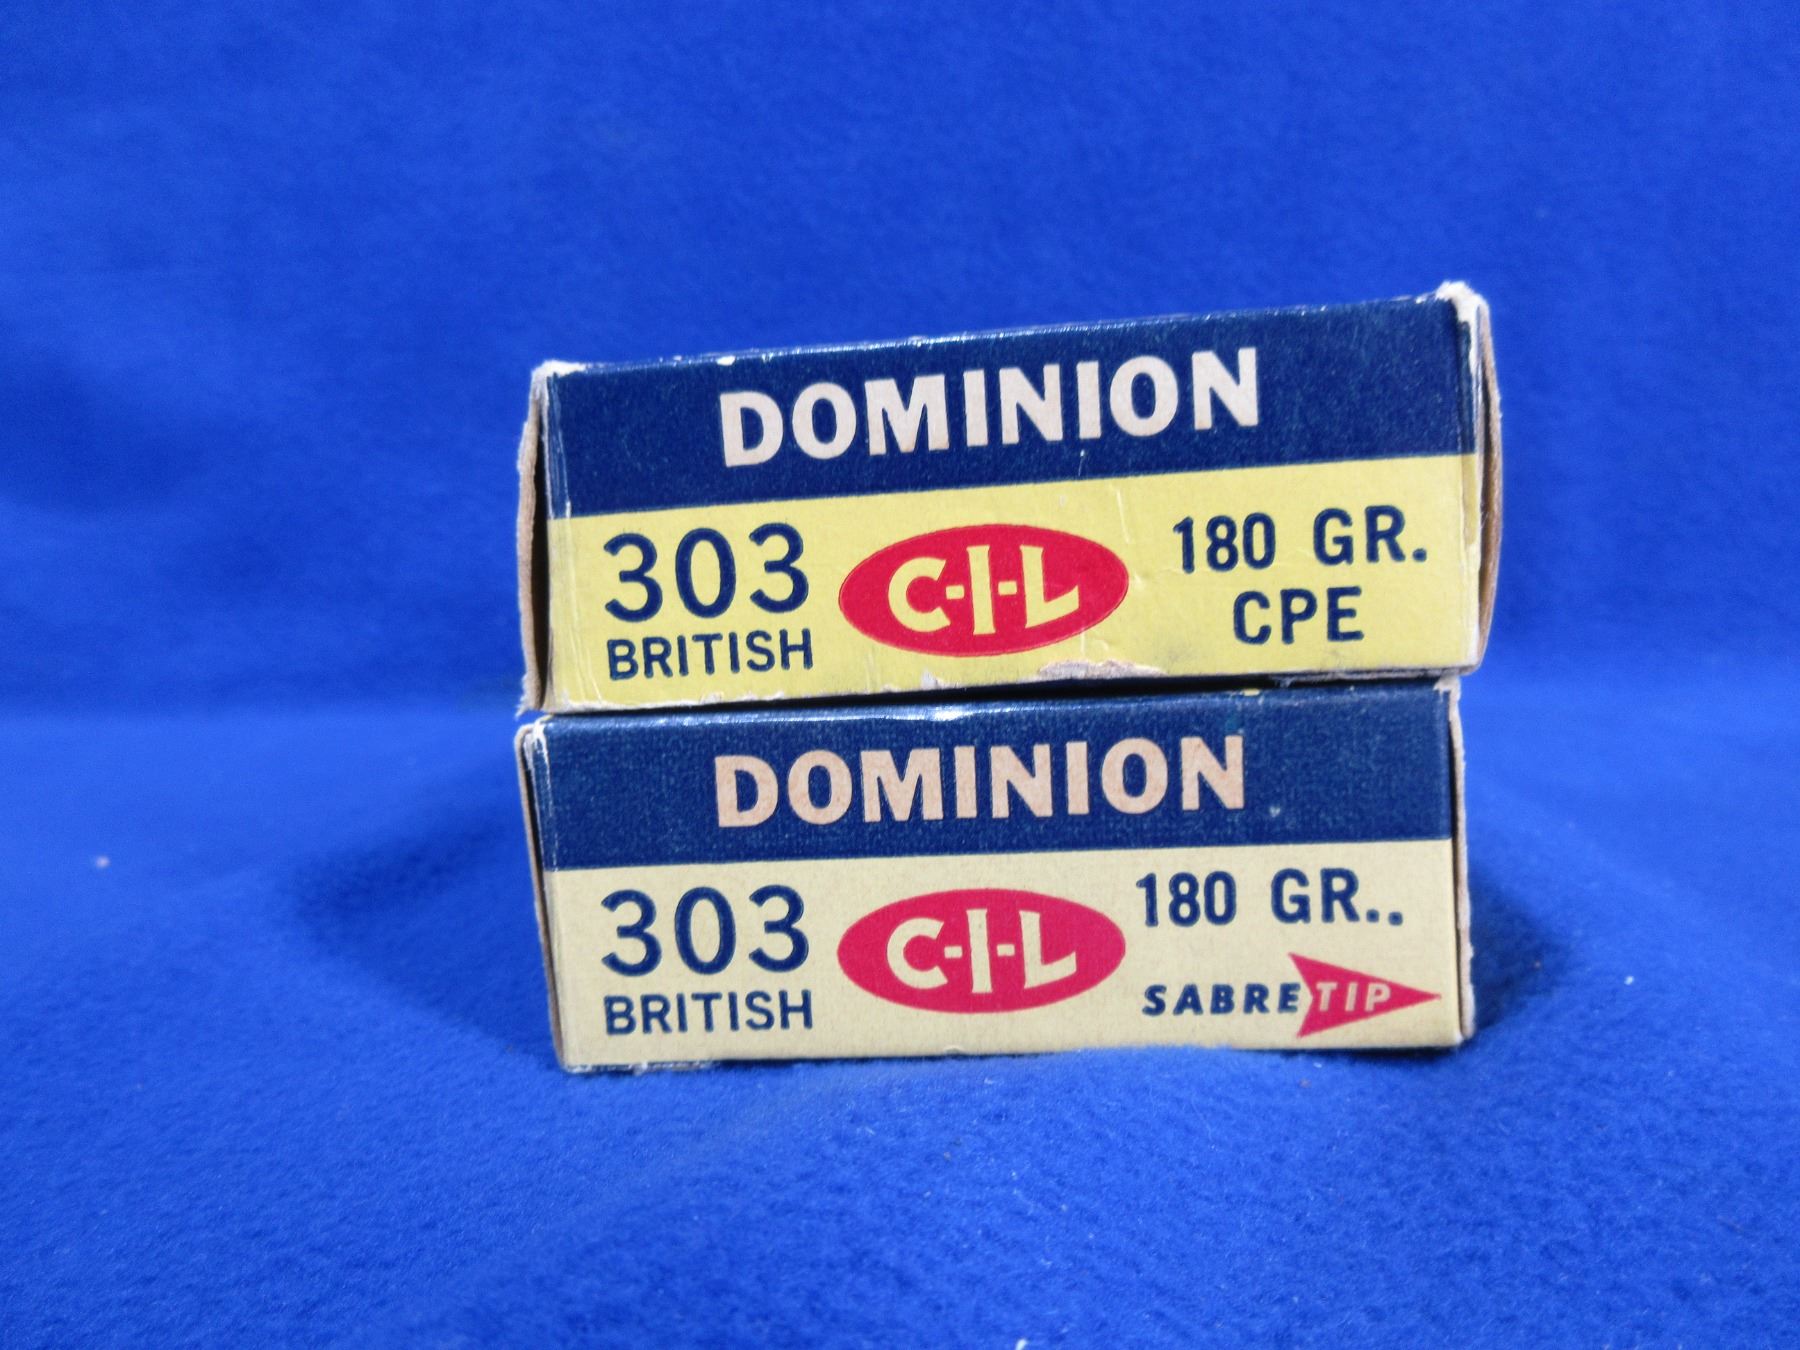 DOMINION
303 C-I-L 180 GR.
BRITISH CPE
DOMINION
303 C-I-L 180 GR..
BRITISH SABRE TIP